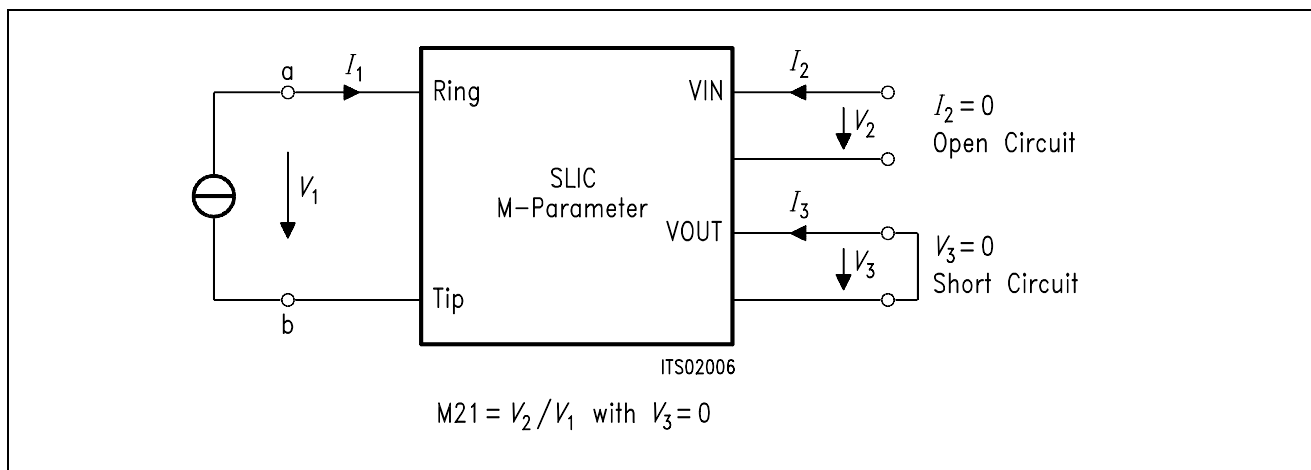 a
I1
Ring
VIN
I2
V2
I2 = 0
Open Circuit
V1
SLIC
M-Parameter
VOUT
I3
V3
V3 = 0
Short Circuit
Tip
b
ITS02006
M21 = V2/V1 with V3 = 0